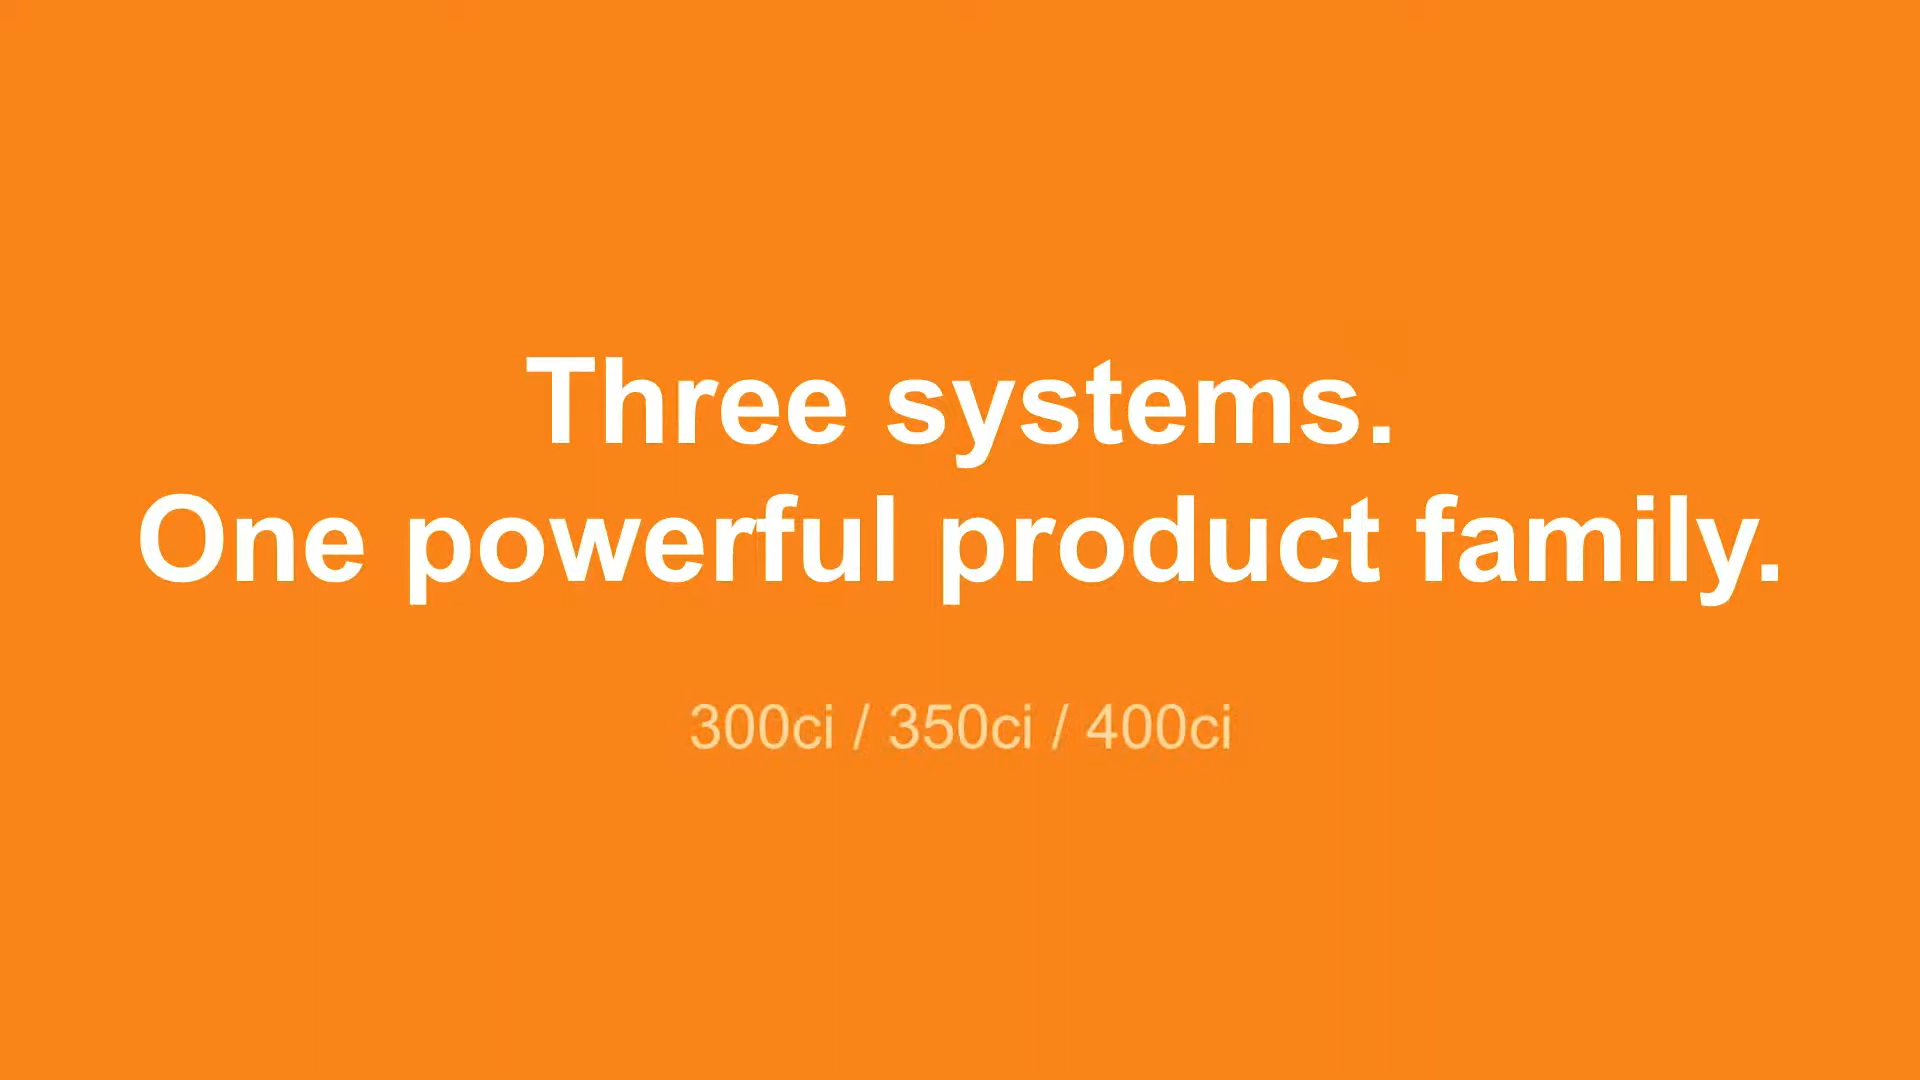 Three systems.
One powerful product family.
300ci / 350ci / 400ci